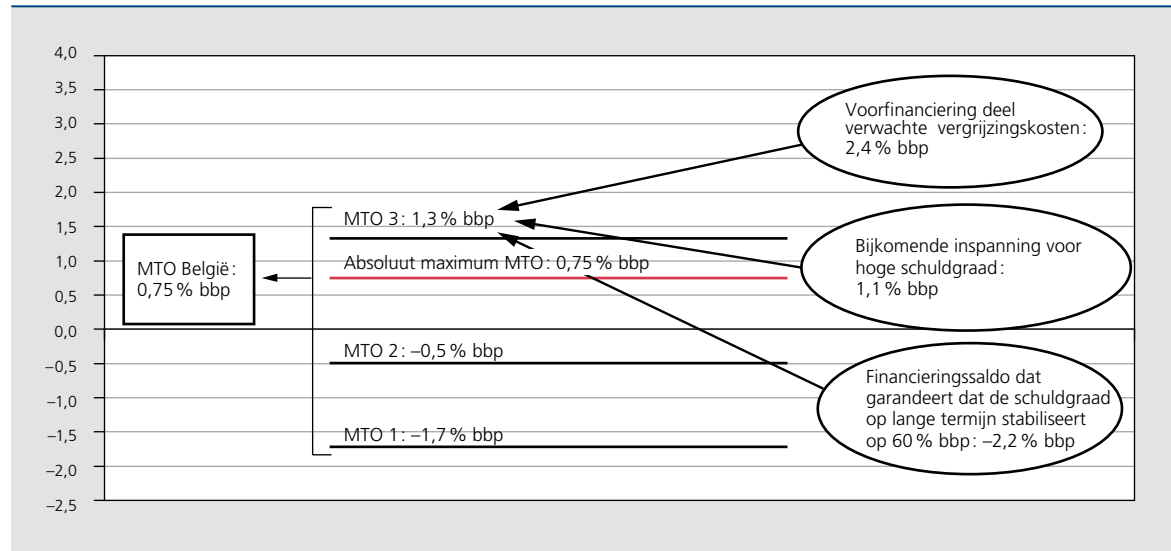 4,0
3,5
3,0
2,5
2,0
1,5
1,0
0,5
0,0
–0,5
–1,0
–1,5
–2,0
–2,5
MTO België:
0,75 % bbp
MTO 3 : 1,3 % bbp
Absoluut maximum MTO : 0,75 % bbp
MTO 2 : –0,5 % bbp
MTO 1 : –1,7 % bbp
Voorfinanciering deel
verwachte vergrijzingskosten:
2,4 % bbp
Bijkomende inspanning voor
hoge schuldgraad:
1,1 % bbp
Financieringssaldo dat
garandeert dat de schuldgraad
op lange termijn stabiliseert
op 60 % bbp: –2,2 % bbp